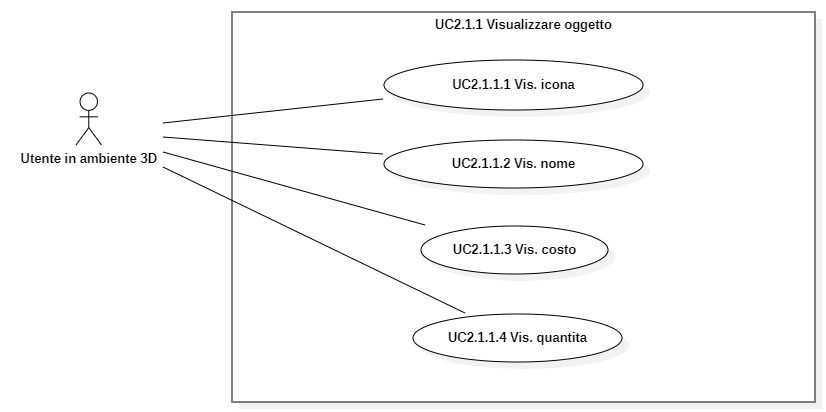 UC2.1.1 Visualizzare oggetto
UC2.1.1.1 Vis. icona
Utente in ambiente 3D
UC2.1.1.2 Vis. nome
UC2.1.1.3 Vis. costo
UC2.1.1.4 Vis. quantita